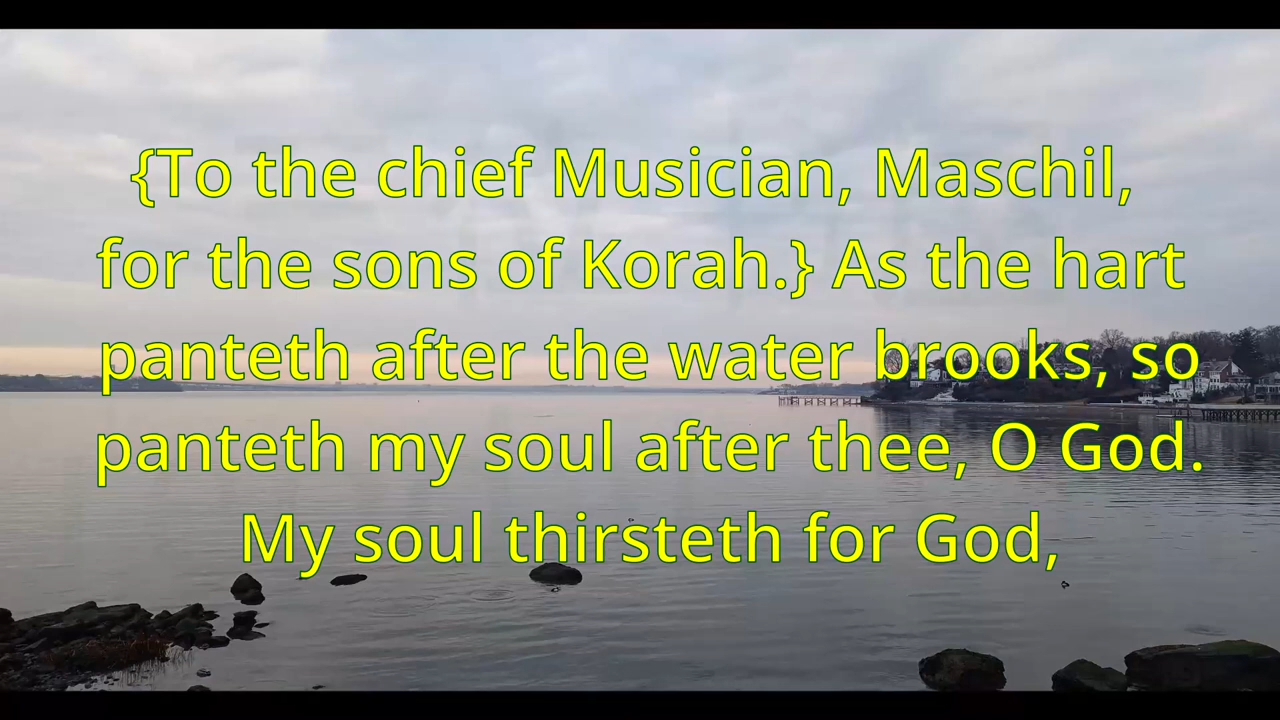 {To the chief Musician, Maschil,
for the sons of Korah.} As the hart
panteth after the water brooks, so
panteth my soul after thee, O God.
My soul thirsteth for God,